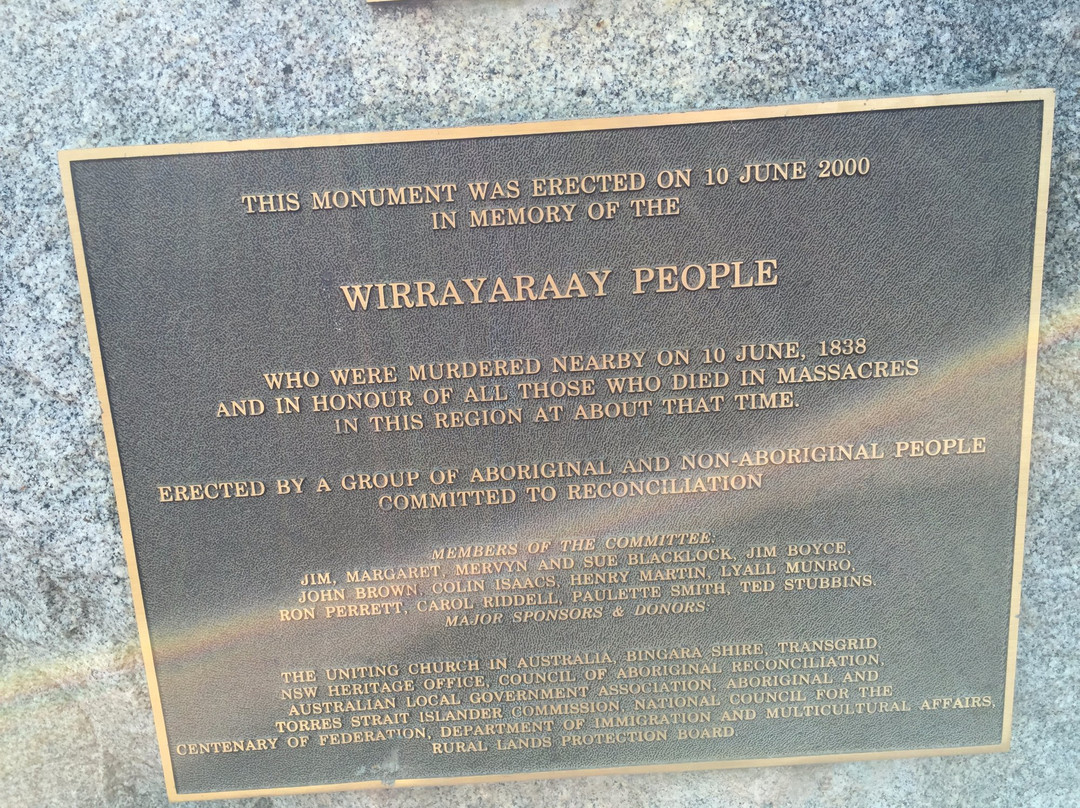 THIS MONUMENT WAS ERECTED ON 10 JUNE 2000
IN MEMORY OF THE
WIRRAYARAAY PEOPLE
WHO WERE MURDERED NEARBY ON 10 JUNE, 1838
AND IN HONOUR OF ALL THOSE WHO DIED IN MASSACRES
IN THIS REGION AT ABOUT THAT TIME.
ERECTED BY A GROUP OF ABORIGINAL AND NON-ABORIGINAL PEOPLE
COMMITTED TO RECONCILIATION
MEMBERS OF THE COMMITTEE:
JIM, MARGARET, MERVYN AND SUE BLACKLOCK, JIM BOYCE,
JOHN BROWN, COLIN ISAACS, HENRY MARTIN, LYALL MUNRO,
RON PERRETT, CAROL RIDDELL, PAULETTE SMITH, TED STUBBINS.
MAJOR SPONSORS & DONORS:
THE UNITING CHURCH IN AUSTRALIA, BINGARA SHIRE, TRANSGRID,
NSW HERITAGE OFFICE, COUNCIL OF ABORIGINAL RECONCILIATION,
AUSTRALIAN LOCAL GOVERNMENT ASSOCIATION, ABORIGINAL AND
TORRES STRAIT ISLANDER COMMISSION, NATIONAL COUNCIL FOR THE
CENTENARY OF FEDERATION, DEPARTMENT OF IMMIGRATION AND MULTICULTURAL AFFAIRS,
RURAL LANDS PROTECTION BOARD.